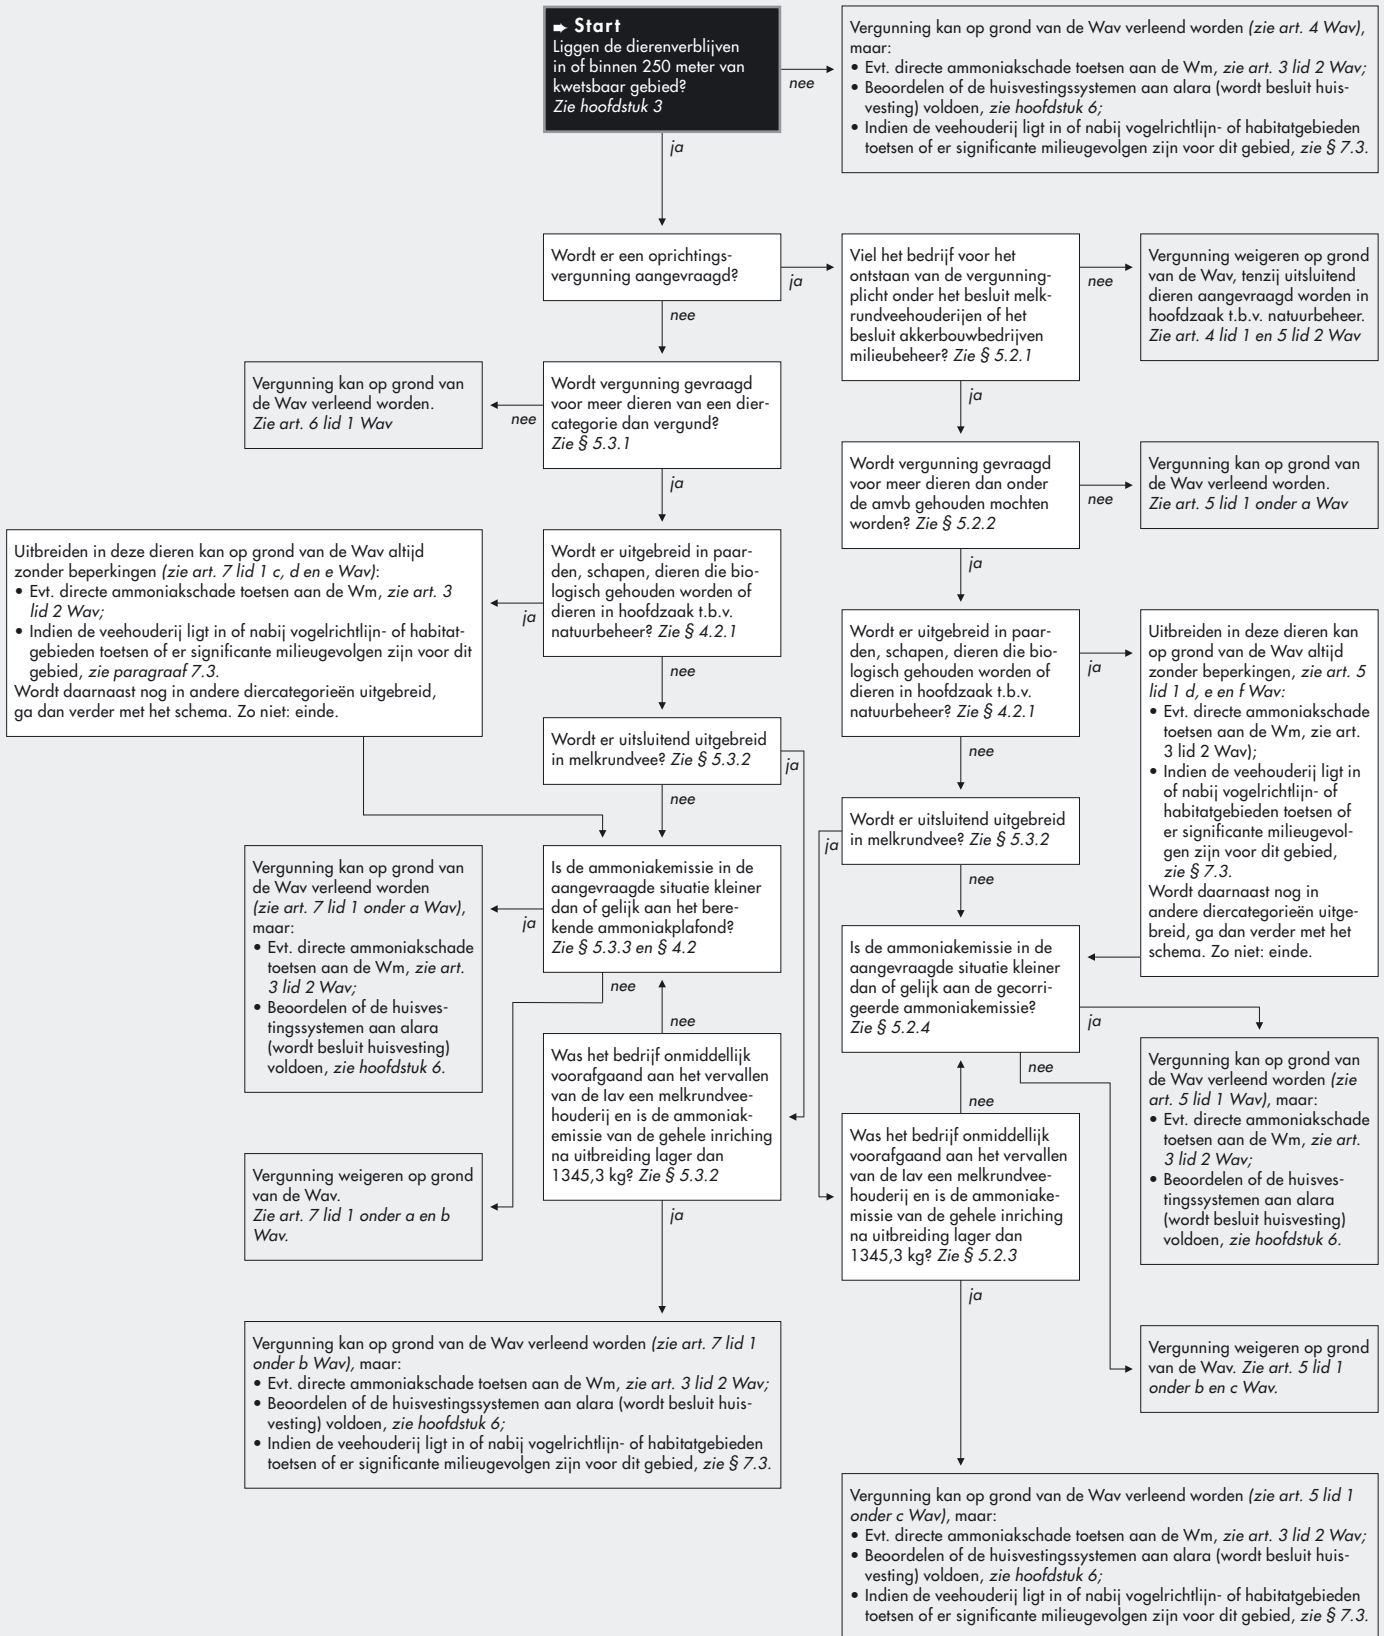 ➨ Start
Liggen de dierenverblijven
in of binnen 250 meter van
kwetsbaar gebied?
Zie hoofdstuk 3
nee
Vergunning kan op grond van de Wav verleend worden (zie art. 4 Wav),
maar:
• Evt. directe ammoniakschade toetsen aan de Wm, zie art. 3 lid 2 Wav;
• Beoordelen of de huisvestingssystemen aan alara (wordt besluit huis-
vesting) voldoen, zie hoofdstuk 6;
• Indien de veehouderij ligt in of nabij vogelrichtlijn- of habitatgebieden
toetsen of er significante milieugevolgen zijn voor dit gebied, zie § 7.3.
ja
Wordt er een oprichtings-
vergunning aangevraagd?
ja
Viel het bedrijf voor het
ontstaan van de vergunning-
plicht onder het besluit melk-
rundveehouderijen of het
besluit akkerbouwbedrijven
milieubeheer? Zie § 5.2.1
nee
Vergunning weigeren op grond
van de Wav, tenzij uitsluitend
dieren aangevraagd worden in
hoofdzaak t.b.v. natuurbeheer.
Zie art. 4 lid 1 en 5 lid 2 Wav
nee
Vergunning kan op grond van
de Wav verleend worden.
Zie art. 6 lid 1 Wav
nee
Wordt vergunning gevraagd
voor meer dieren van een dier-
categorie dan vergund?
Zie § 5.3.1
ja
Wordt vergunning gevraagd
voor meer dieren dan onder
de amvb gehouden mochten
worden? Zie § 5.2.2
nee
Vergunning kan op grond van
de Wav verleend worden.
Zie art. 5 lid 1 onder a Wav
ja
Uitbreiden in deze dieren kan op grond van de Wav altijd
zonder beperkingen (zie art. 7 lid 1 c, d en e Wav):
• Evt. directe ammoniakschade toetsen aan de Wm, zie art. 3
lid 2 Wav;
• Indien de veehouderij ligt in of nabij vogelrichtlijn- of habitat-
gebieden toetsen of er significante milieugevolgen zijn voor dit
gebied, zie paragraaf 7.3.
Wordt daarnaast nog in andere diercategorieën uitgebreid,
ga dan verder met het schema. Zo niet: einde.
ja
Wordt er uitgebreid in paar-
den, schapen, dieren die bio-
logisch gehouden worden of
dieren in hoofdzaak t.b.v.
natuurbeheer? Zie § 4.2.1
ja
Wordt er uitgebreid in paar-
den, schapen, dieren die bio-
logisch gehouden worden of
dieren in hoofdzaak t.b.v.
natuurbeheer? Zie § 4.2.1
ja
Uitbreiden in deze dieren kan
op grond van de Wav altijd
zonder beperkingen, zie art. 5
lid 1 d, e en f Wav:
• Evt. directe ammoniakschade
toetsen aan de Wm, zie art.
3 lid 2 Wav);
• Indien de veehouderij ligt in
of nabij vogelrichtlijn- of
habitatgebieden toetsen of
er significante milieugevol-
gen zijn voor dit gebied,
zie § 7.3.
Wordt daarnaast nog in
andere diercategorieën uitge-
breid, ga dan verder met het
schema. Zo niet: einde.
nee
Wordt er uitsluitend uitgebreid
in melkrundvee? Zie § 5.3.2
ja
nee
nee
Wordt er uitsluitend uitgebreid
in melkrundvee? Zie § 5.3.2
ja
nee
Vergunning kan op grond van
de Wav verleend worden
(zie art. 7 lid 1 onder a Wav),
maar:
• Evt. directe ammoniakschade
toetsen aan de Wm, zie art.
3 lid 2 Wav;
• Beoordelen of de huisves-
tingssystemen aan alara
(wordt besluit huisvesting)
voldoen, zie hoofdstuk 6.
ja
Is de ammoniakemissie in de
aangevraagde situatie kleiner
dan of gelijk aan het bere-
kende ammoniakplafond?
Zie § 5.3.3 en § 4.2
nee
Is de ammoniakemissie in de
aangevraagde situatie kleiner
dan of gelijk aan de gecorri-
geerde ammoniakemissie?
Zie § 5.2.4
ja
nee
nee
Was het bedrijf onmiddellijk
voorafgaand aan het vervallen
van de Iav een melkrundvee-
houderij en is de ammoniak-
emissie van de gehele inriching
na uitbreiding lager dan
1345,3 kg? Zie § 5.3.2
ja
nee
Was het bedrijf onmiddellijk
voorafgaand aan het vervallen
van de Iav een melkrundvee-
houderij en is de ammoniake-
missie van de gehele inriching
na uitbreiding lager dan
1345,3 kg? Zie § 5.2.3
ja
Vergunning kan op grond van
de Wav verleend worden (zie
art. 5 lid 1 Wav), maar:
• Evt. directe ammoniakschade
toetsen aan de Wm, zie art.
3 lid 2 Wav;
• Beoordelen of de huisves-
tingssystemen aan alara
(wordt besluit huisvesting)
voldoen, zie hoofdstuk 6.
Vergunning weigeren op grond
van de Wav.
Zie art. 7 lid 1 onder a en b
Wav.
Vergunning kan op grond van de Wav verleend worden (zie art. 7 lid 1
onder b Wav), maar:
• Evt. directe ammoniakschade toetsen aan de Wm, zie art. 3 lid 2 Wav;
• Beoordelen of de huisvestingssystemen aan alara (wordt besluit huis-
vesting) voldoen, zie hoofdstuk 6;
• Indien de veehouderij ligt in of nabij vogelrichtlijn- of habitatgebieden
toetsen of er significante milieugevolgen zijn voor dit gebied, zie § 7.3.
Vergunning weigeren op grond
van de Wav. Zie art. 5 lid 1
onder b en c Wav.
Vergunning kan op grond van de Wav verleend worden (zie art. 5 lid 1
onder c Wav), maar:
• Evt. directe ammoniakschade toetsen aan de Wm, zie art. 3 lid 2 Wav;
• Beoordelen of de huisvestingssystemen aan alara (wordt besluit huis-
vesting) voldoen, zie hoofdstuk 6;
• Indien de veehouderij ligt in of nabij vogelrichtlijn- of habitatgebieden
toetsen of er significante milieugevolgen zijn voor dit gebied, zie § 7.3.